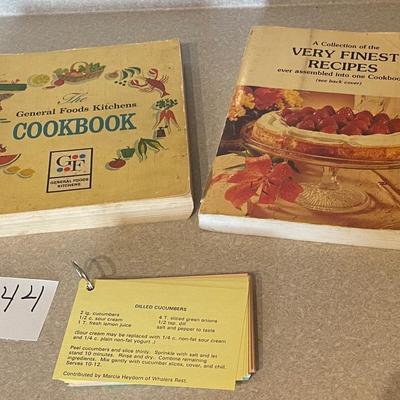 The
General Foods Kitchens
COOKBOOK
GF
GENERAL FOODS
KITCHENS
A Collection of the
VERY FINEST
RECIPES
ever assembled into one Cookbook
(see back cover)
44
DILLED CUCUMBERS
2 lg. cucumbers 4 T. sliced green onions
1/2 c. sour cream 1/2 tsp. dill
1 T. fresh lemon juice salt and pepper to taste
(Sour cream may be replaced with 1/4 c. non-fat sour cream
and 1/4 c. plain non-fat yogurt .)
Peel cucumbers and slice thinly. Sprinkle with salt and let
stand 10 minutes. Rinse and dry. Combine remaining
ingredients. Mix gently with cucumber slices, cover, and chill.
Serves 10-12.
Contributed by Marcia Heyborn of Whalers Rest.